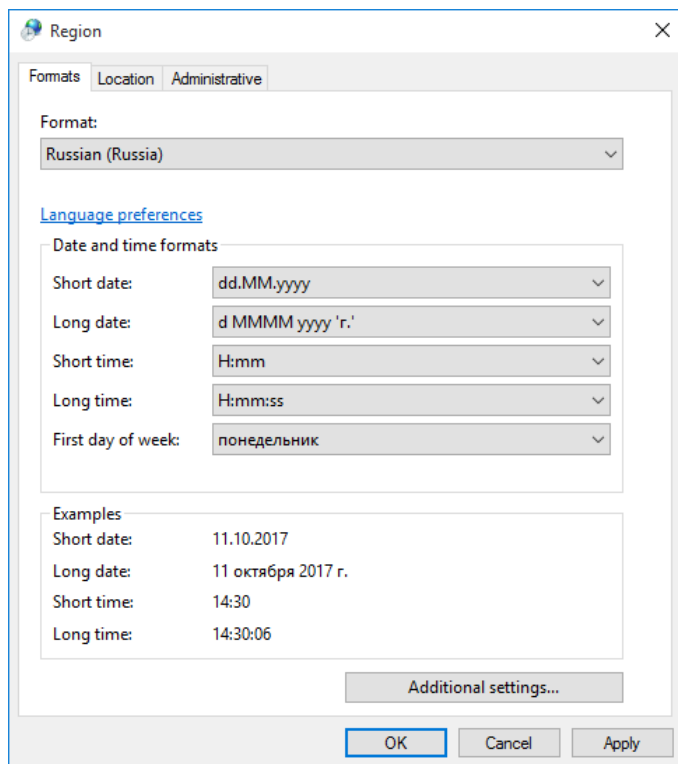 Region
Formats Location Administrative
Format:
Russian (Russia)
Language preferences
Date and time formats
Short date: dd.MM.yyyy
Long date: d MMMM yyyy 'г.'
Short time: H:mm
Long time: H:mm:ss
First day of week: понедельник
Examples
Short date: 11.10.2017
Long date: 11 октября 2017 г.
Short time: 14:30
Long time: 14:30:06
Additional settings...
OK Cancel Apply